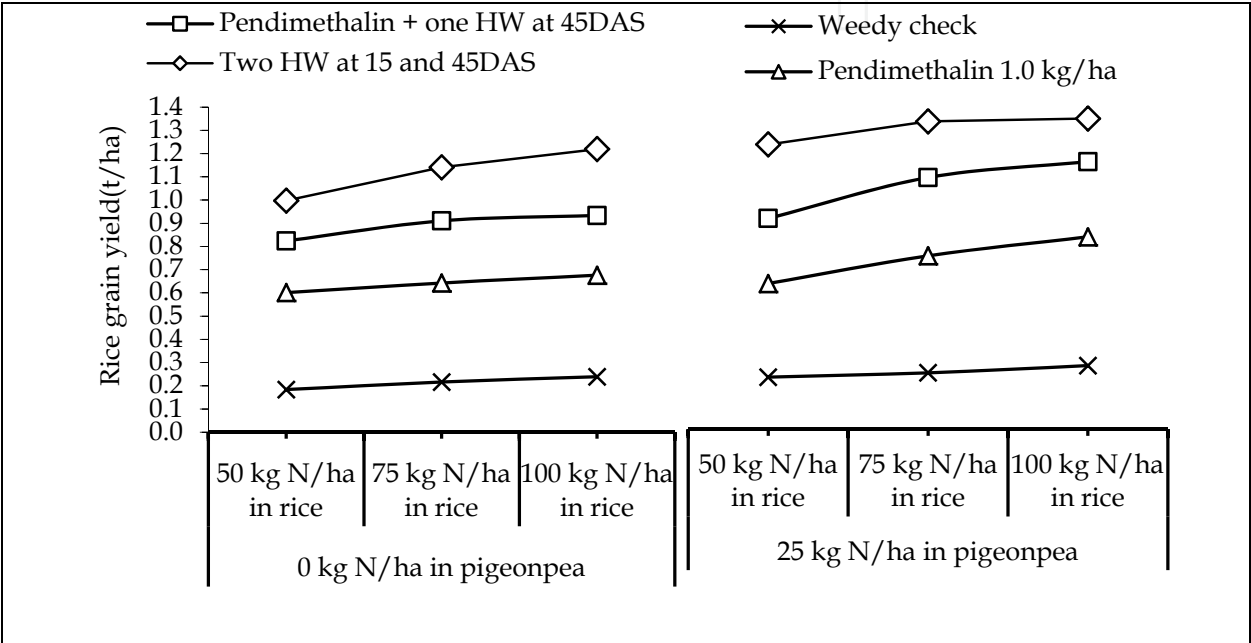 Pendimethalin + one HW at 45DAS
Two HW at 15 and 45DAS
Weedy check
Pendimethalin 1.0 kg/ha
Rice grain yield(t/ha)
1.4
1.3
1.2
1.1
1.0
0.9
0.8
0.7
0.6
0.5
0.4
0.3
0.2
0.1
0.0
50 kg N/ha
in rice
75 kg N/ha
in rice
100 kg N/ha
in rice
0 kg N/ha in pigeonpea
50 kg N/ha
in rice
75 kg N/ha
in rice
100 kg N/ha
in rice
25 kg N/ha in pigeonpea